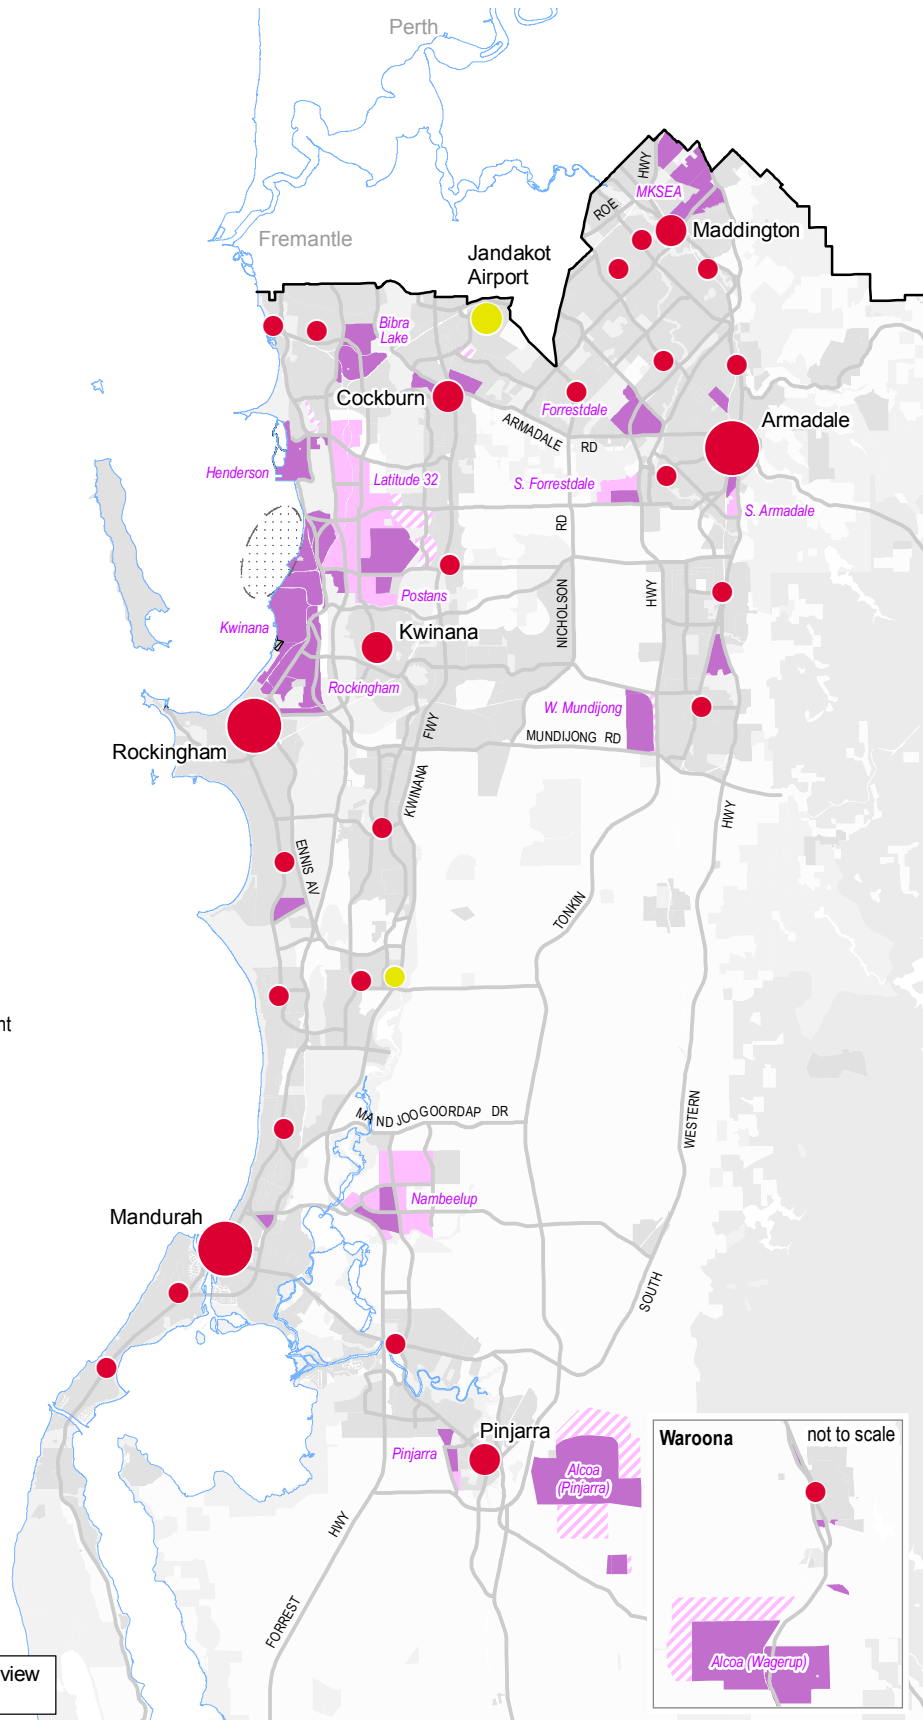 Perth
HWY
MKSEA
ROE
Maddington
Fremantle
Jandakot
Airport
Bibra
Lake
Cockburn
Forrestdale
Armadale
ARMADALE
RD
Henderson
Latitude 32
S. Forrestdale
S. Armadale
RD
Postans
NICHOLSON
HWY
Kwinana
Kwinana
Rockingham
W. Mundijong
FWY
MUNDIJONG RD
Rockingham
KWINANA
HWY
ENNIS AV
TONKIN
nt
MANDJOOGOORDAP DR
WESTERN
Nambeelup
Mandurah
SOUTH
Pinjarra
Waroona
not to scale
Pinjarra
Alcoa
(Pinjarra)
HWY
FORREST
view
Alcoa (Wagerup)